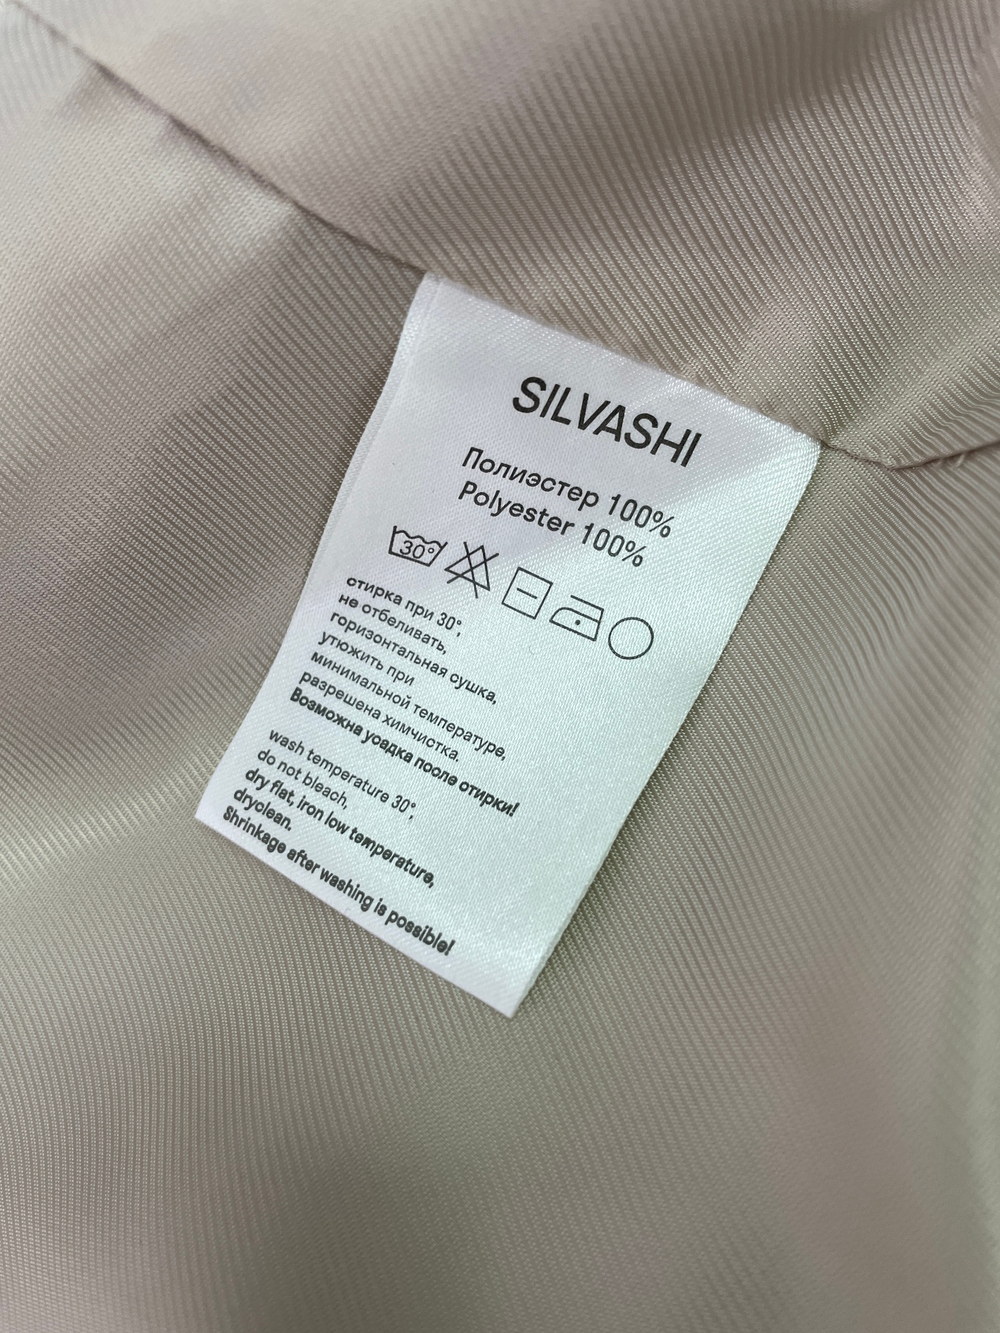 SILVASHI
Полиэстер 100%
Polyester 100%
30°
стирка при 30°,
не отбеливать,
горизонтальная сушка,
утюжить при
минимальной температуре,
разрешена химчистка.
Возможна усадка после стирки!
wash temperature 30°,
do not bleach,
dry flat, iron low temperature,
dryclean.
Shrinkage after washing is possible!